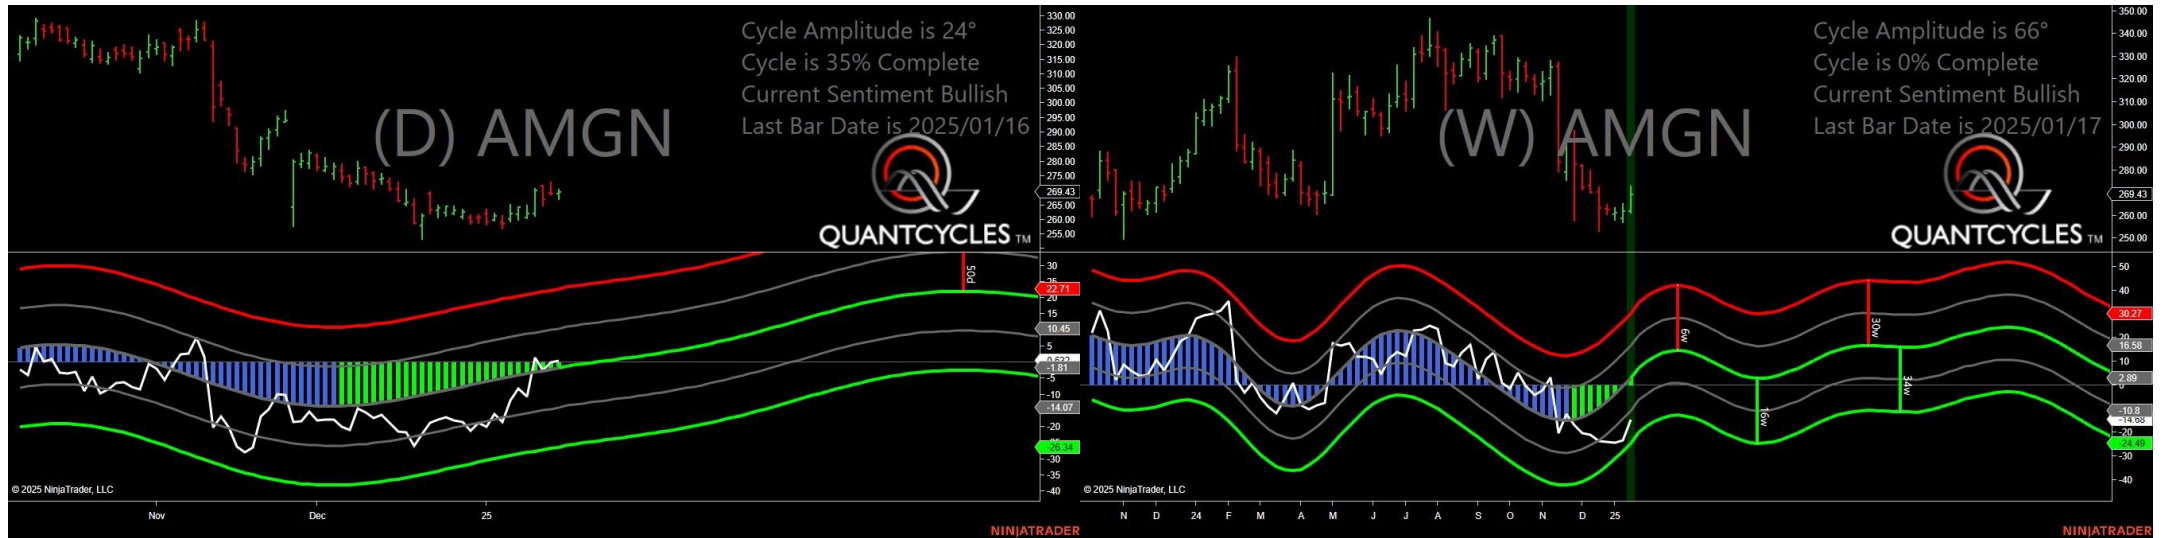 Cycle Amplitude is 24°
Cycle is 35% Complete
Current Sentiment Bullish
Last Bar Date is 2025/01/16
(D) AMGN
QUANTCYCLES TM
330.00
325.00
320.00
315.00
310.00
305.00
300.00
295.00
290.00
285.00
280.00
275.00
269.43
265.00
260.00
255.00
50d
30
25
22.71
20
15
10.45
5
0.632
-1.81
-5
-10
-14.07
-20
-26.34
-30
-35
-40
© 2025 NinjaTrader, LLC
Nov
Dec
25
NINJATRADER
Cycle Amplitude is 66°
Cycle is 0% Complete
Current Sentiment Bullish
Last Bar Date is 2025/01/17
(W) AMGN
QUANTCYCLES TM
350.00
340.00
330.00
320.00
310.00
300.00
290.00
280.00
269.43
260.00
250.00
6w
16w
30w
34w
50
40
30.27
20
16.58
10
2.89
0
-10.8
-14.68
-20
-24.49
-30
-40
© 2025 NinjaTrader, LLC
N
D
24
F
M
A
M
J
J
A
S
O
N
D
25
NINJATRADER